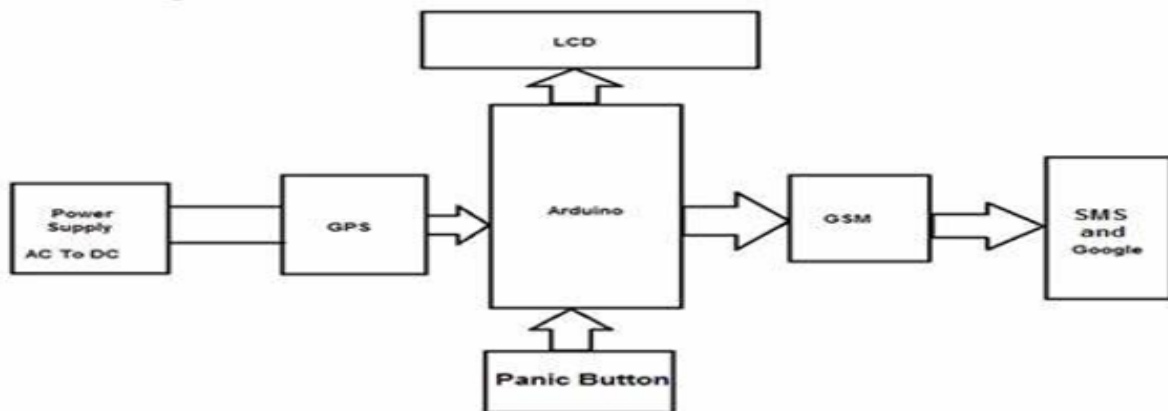 LCD
Power
Supply
AC To DC
GPS
Arduino
GSM
SMS
and
Google
Panic Button